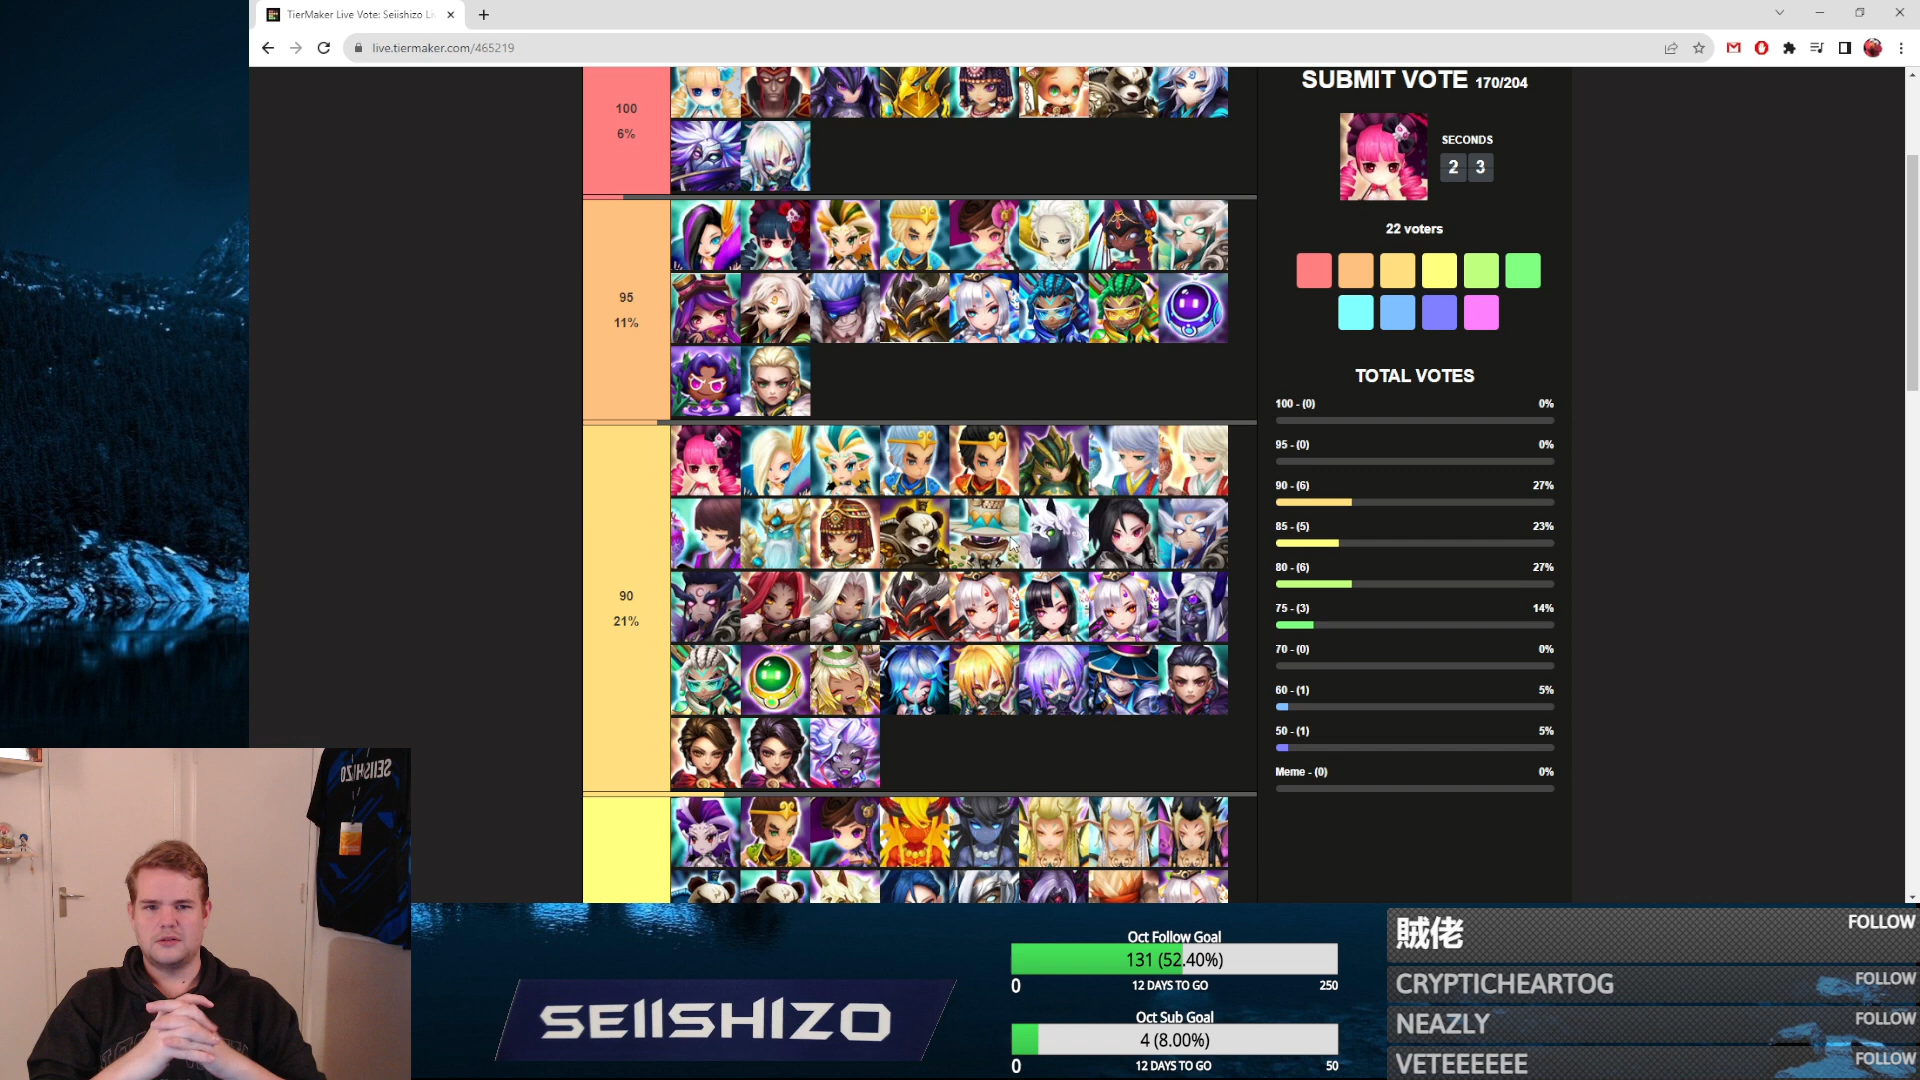 TierMaker Live Vote: Seiishizo Li
live.tiermaker.com/465219
100
6%
SUBMIT VOTE 170/204
SECONDS
2 3
22 voters
95
11%
TOTAL VOTES
100 - (0) 0%
95 - (0) 0%
90 - (6) 27%
85 - (5) 23%
80 - (6) 27%
75 - (3) 14%
70 - (0) 0%
60 - (1) 5%
50 - (1) 5%
Meme - (0) 0%
90
21%
SEIISHIZO
SEIISHIZO
Oct Follow Goal
131 (52.40%)
0 12 DAYS TO GO 250
Oct Sub Goal
4 (8.00%)
0 12 DAYS TO GO 50
賊佬 FOLLOW
CRYPTICHEARTOG FOLLOW
NEAZLY FOLLOW
VETEEEEEE FOLLOW